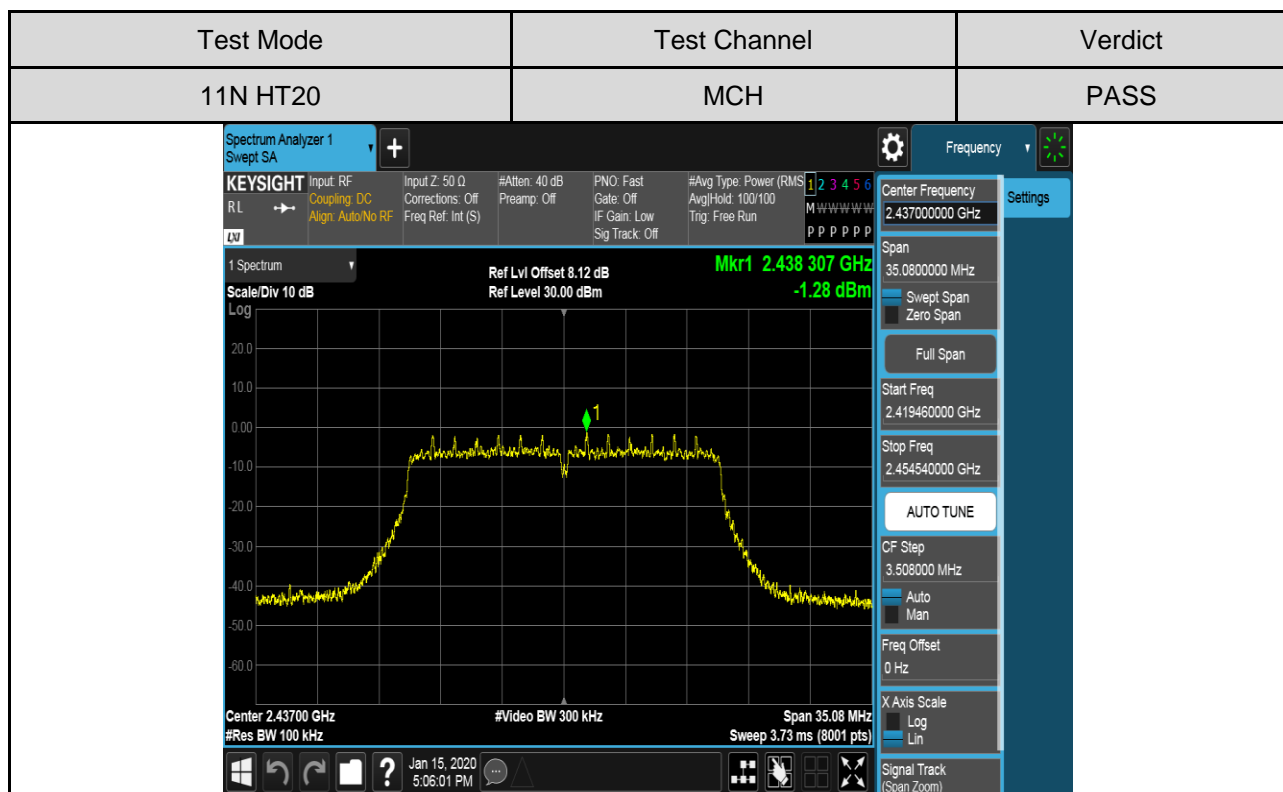 Test Mode Test Channel Verdict
11N HT20 MCH PASS
Spectrum Analyzer 1
Swept SA
+
Frequency
KEYSIGHT Input: RF Input Z: 50 Ω #Atten: 40 dB PNO: Fast #Avg Type: Power (RMS 1 2 3 4 5 6
RL Coupling: DC Corrections: Off Preamp: Off Gate: Off Avg|Hold: 100/100 M W W W W W
Align: Auto/No RF Freq Ref: Int (S) IF Gain: Low Trig: Free Run
LXI Sig Track: Off P P P P P P
1 Spectrum
Ref Lvl Offset 8.12 dB Mkr1 2.438 307 GHz
Scale/Div 10 dB Ref Level 30.00 dBm -1.28 dBm
Log
20.0
10.0
1
0.00
-10.0
-20.0
-30.0
-40.0
-50.0
-60.0
Center 2.43700 GHz #Video BW 300 kHz Span 35.08 MHz
#Res BW 100 kHz Sweep 3.73 ms (8001 pts)
? Jan 15, 2020
5:06:01 PM
Center Frequency
2.437000000 GHz
Settings
Span
35.0800000 MHz
Swept Span
Zero Span
Full Span
Start Freq
2.419460000 GHz
Stop Freq
2.454540000 GHz
AUTO TUNE
CF Step
3.508000 MHz
Auto
Man
Freq Offset
0 Hz
X Axis Scale
Log
Lin
Signal Track
(Span Zoom)